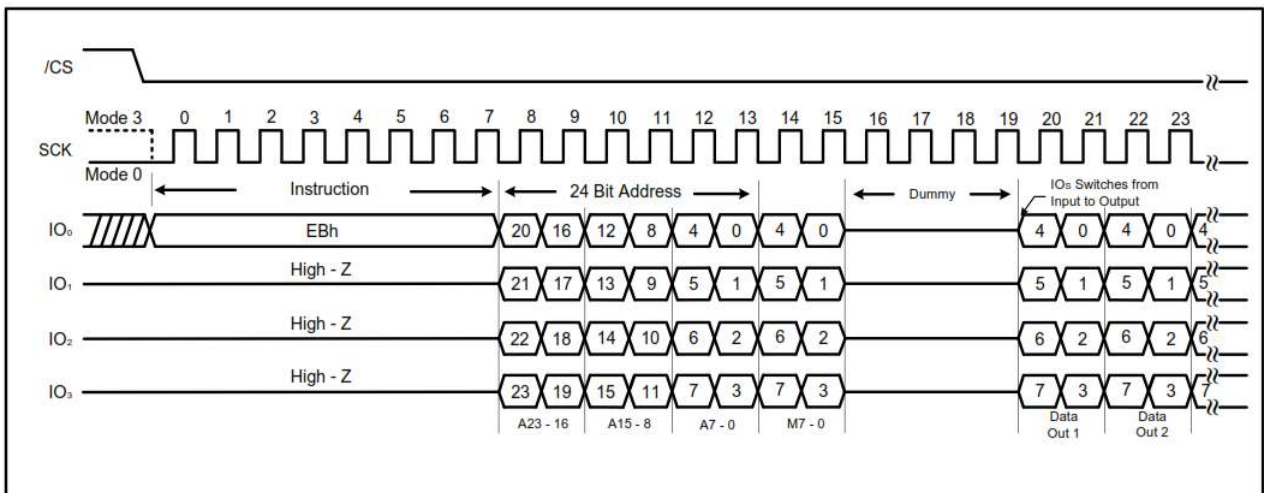 /CS
Mode 3 0 1 2 3 4 5 6 7 8 9 10 11 12 13 14 15 16 17 18 19 20 21 22 23
SCK
Mode 0
Instruction 24 Bit Address Dummy IOs Switches from
Input to Output
IO₀ EBh 20 16 12 8 4 0 4 0 4 0 4 0 4
High - Z
IO₁ 21 17 13 9 5 1 5 1 5 1 5 1 5
High - Z
IO₂ 22 18 14 10 6 2 6 2 6 2 6 2 6
High - Z
IO₃ 23 19 15 11 7 3 7 3 7 3 7 3 7
A23 - 16 A15 - 8 A7 - 0 M7 - 0 Data Data
Out 1 Out 2